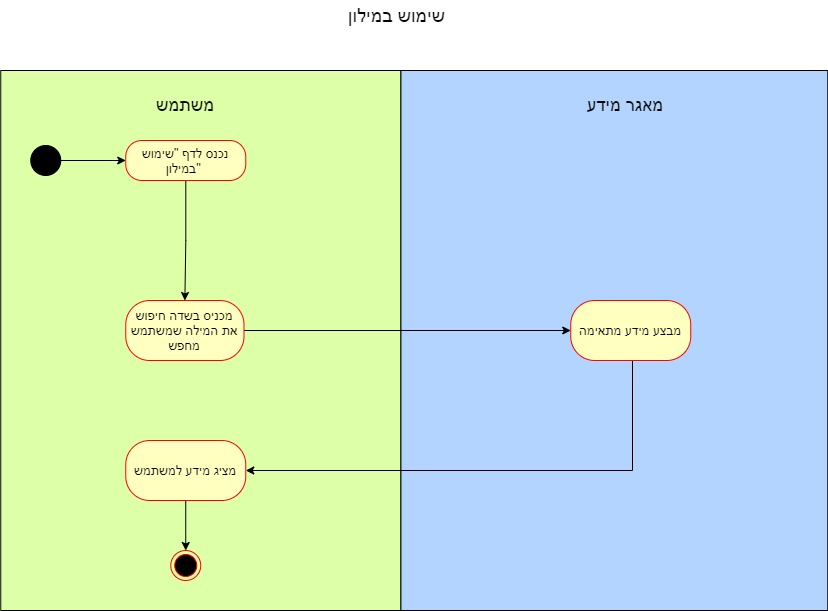 שימוש במילון
משתמש
מאגר מידע
נכנס לדף "שימוש
במילון"
מכניס בשדה חיפוש
את המילה שמשתמש
מחפש
מבצע מידע מתאימה
מציג מידע למשתמש